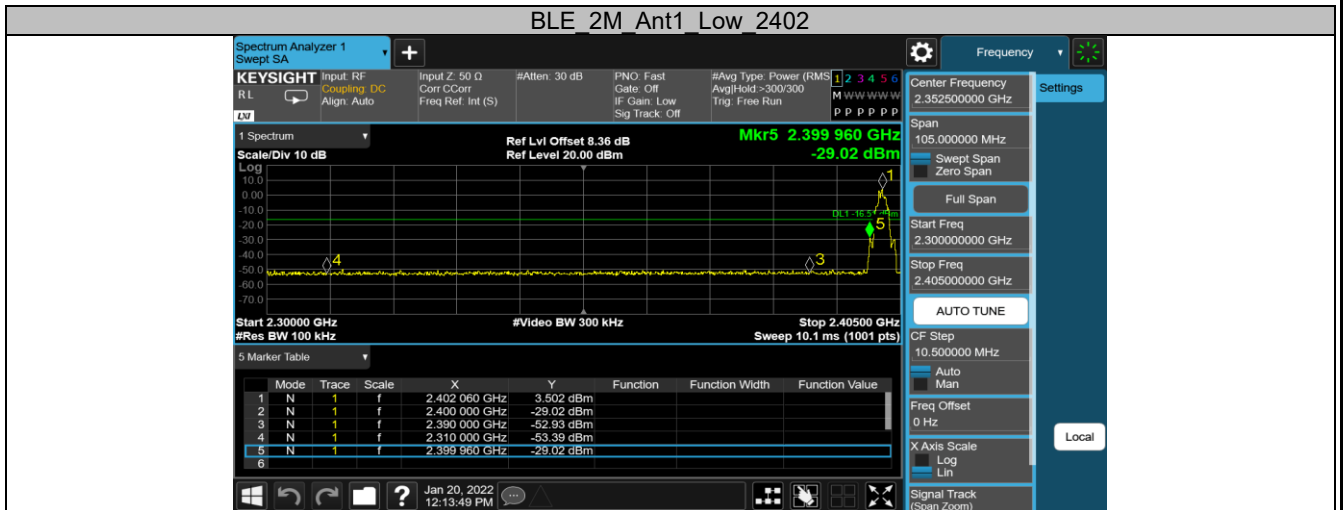 BLE_2M_Ant1_Low_2402
Spectrum Analyzer 1
Swept SA
+
Frequency
KEYSIGHT
RL
LXI
Input: RF
Coupling: DC
Align: Auto
Input Z: 50 Ω
Corr CCorr
Freq Ref: Int (S)
#Atten: 30 dB
PNO: Fast
Gate: Off
IF Gain: Low
Sig Track: Off
#Avg Type: Power (RMS
Avg|Hold:>300/300
Trig: Free Run
1 2 3 4 5 6
M W W W W W
P P P P P P
1 Spectrum
Scale/Div 10 dB
Ref Lvl Offset 8.36 dB
Ref Level 20.00 dBm
Mkr5 2.399 960 GHz
-29.02 dBm
Log
10.0
0.00
-10.0
-20.0
-30.0
-40.0
-50.0
-60.0
-70.0
1
5
4
3
Start 2.30000 GHz
#Res BW 100 kHz
#Video BW 300 kHz
Stop 2.40500 GHz
Sweep 10.1 ms (1001 pts)
5 Marker Table
Mode Trace Scale X Y Function Function Width Function Value
1 N 1 f 2.402 060 GHz 3.502 dBm
2 N 1 f 2.400 000 GHz -29.02 dBm
3 N 1 f 2.390 000 GHz -52.93 dBm
4 N 1 f 2.310 000 GHz -53.39 dBm
5 N 1 f 2.399 960 GHz -29.02 dBm
6
?
Jan 20, 2022
12:13:49 PM
Center Frequency
2.352500000 GHz
Span
105.000000 MHz
Swept Span
Zero Span
Full Span
Start Freq
2.300000000 GHz
Stop Freq
2.405000000 GHz
AUTO TUNE
CF Step
10.500000 MHz
Auto
Man
Freq Offset
0 Hz
X Axis Scale
Log
Lin
Signal Track
(Span Zoom)
Settings
Local